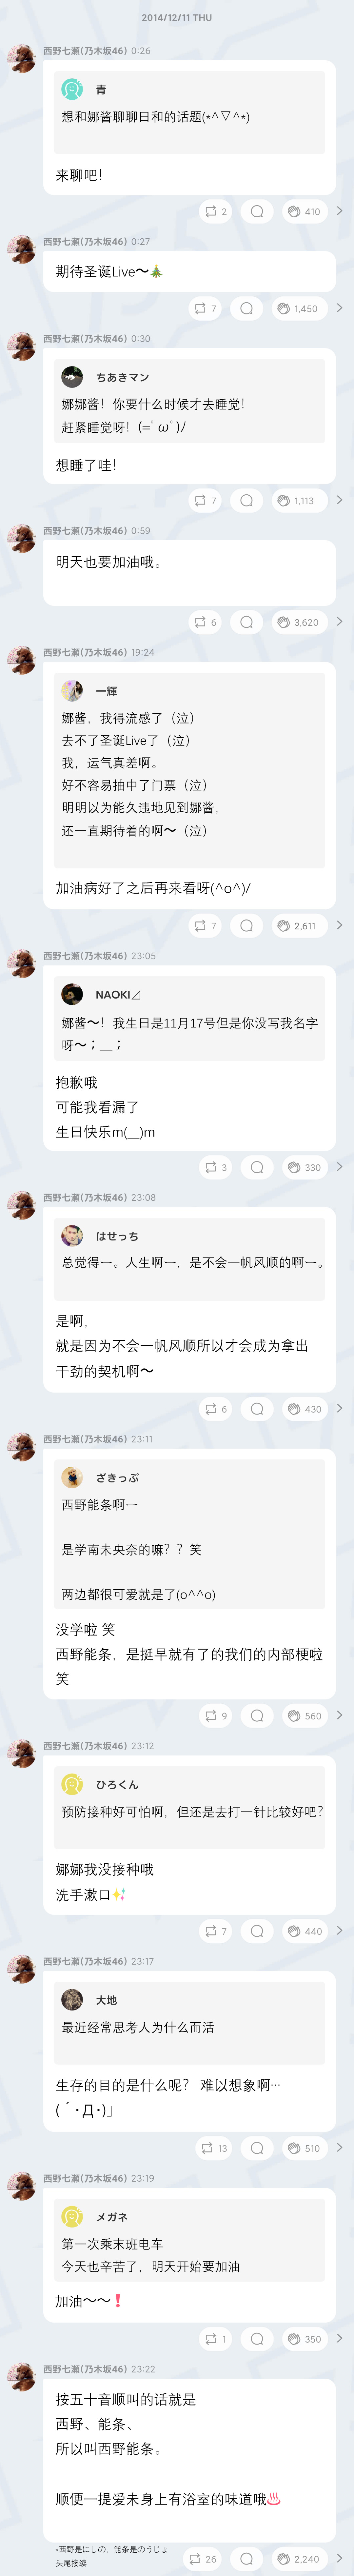 2014/12/11 THU
西野七瀬(乃木坂46) 0:26
青
想和娜酱聊聊日和的话题(*^▽^*)
来聊吧！
2 410
西野七瀬(乃木坂46) 0:27
期待圣诞Live～🎄
7 1,450
西野七瀬(乃木坂46) 0:30
ちあきマン
娜娜酱！你要什么时候才去睡觉！
赶紧睡觉呀！(=ﾟωﾟ)ﾉ
想睡了哇！
7 1,113
西野七瀬(乃木坂46) 0:59
明天也要加油哦。
6 3,620
西野七瀬(乃木坂46) 19:24
一輝
娜酱，我得流感了（泣）
去不了圣诞Live了（泣）
我，运气真差啊。
好不容易抽中了门票（泣）
明明以为能久违地见到娜酱，
还一直期待着的啊～（泣）
加油病好了之后再来看呀(^o^)/
7 2,611
西野七瀬(乃木坂46) 23:05
NAOKI⊿
娜酱～！我生日是11月17号但是你没写我名字
呀～；＿；
抱歉哦
可能我看漏了
生日快乐m(__)m
3 330
西野七瀬(乃木坂46) 23:08
はせっち
总觉得一。人生啊一，是不会一帆风顺的啊一。
是啊，
就是因为不会一帆风顺所以才会成为拿出
干劲的契机啊～
6 430
西野七瀬(乃木坂46) 23:11
ざきっぷ
西野能条啊一
是学南未央奈的嘛？？笑
两边都很可爱就是了(o^^o)
没学啦 笑
西野能条，是挺早就有了的我们的内部梗啦
笑
9 560
西野七瀬(乃木坂46) 23:12
ひろくん
预防接种好可怕啊，但还是去打一针比较好吧?
娜娜我没接种哦
洗手漱口✨
7 440
西野七瀬(乃木坂46) 23:17
大地
最近经常思考人为什么而活
生存的目的是什么呢？ 难以想象啊…
(´･Д･)」
13 510
西野七瀬(乃木坂46) 23:19
メガネ
第一次乘末班电车
今天也辛苦了，明天开始要加油
加油～～❗
1 350
西野七瀬(乃木坂46) 23:22
按五十音顺叫的话就是
西野、能条、
所以叫西野能条。
顺便一提爱未身上有浴室的味道哦♨
*西野是にしの，能条是のうじょ
头尾接续
26 2,240